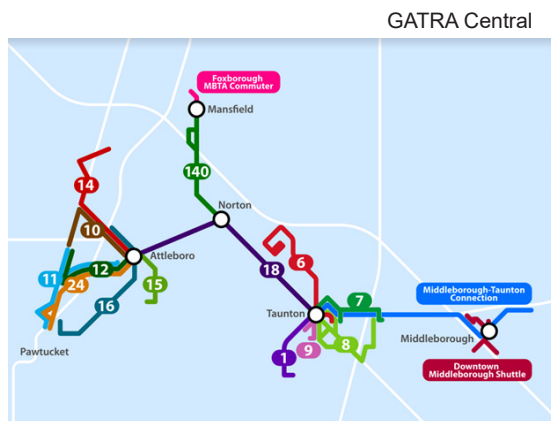 GATRA Central
Foxborough
MBTA Commuter
Mansfield
14
140
10
Norton
Attleboro
12
11
24
16
15
18
6
Middleborough-Taunton
Connection
7
Taunton
Middleborough
8
9
1
Pawtucket
Downtown
Middleborough Shuttle